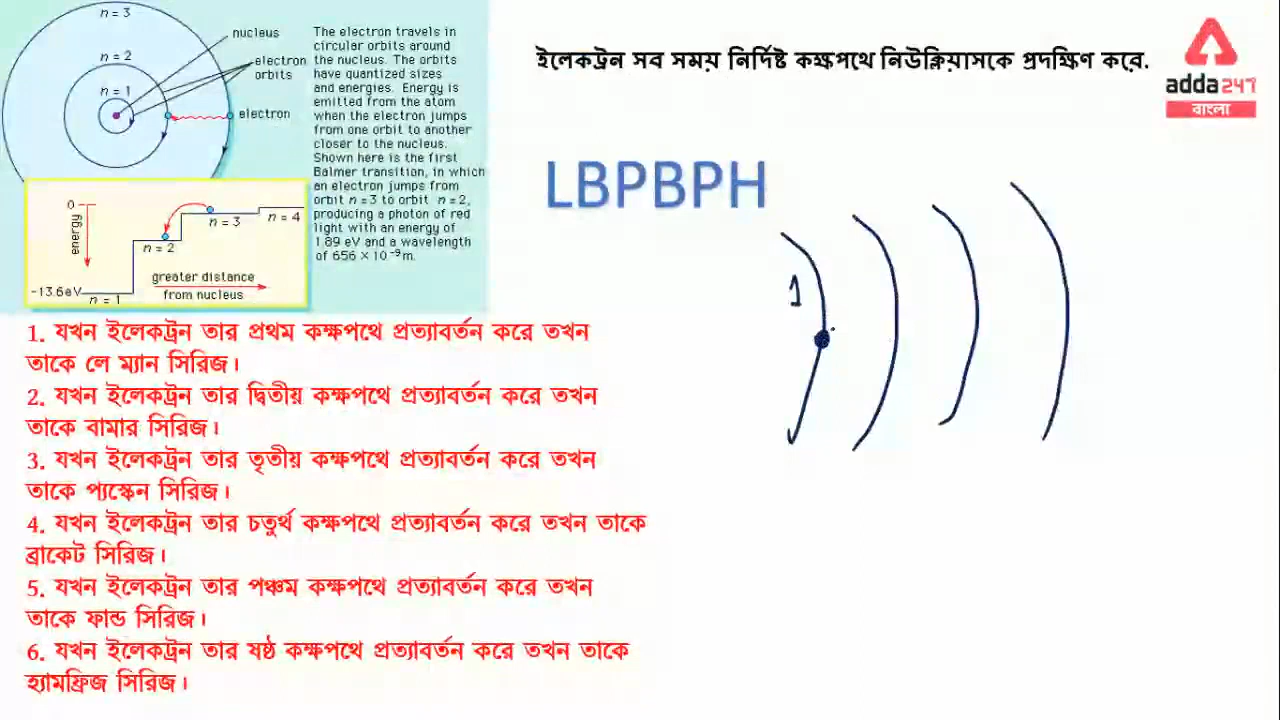 n = 3
nucleus
n = 2
electron
orbits
n = 1
electron
The electron travels in
circular orbits around
the nucleus. The orbits
have quantized sizes
and energies. Energy is
emitted from the atom
when the electron jumps
from one orbit to another
closer to the nucleus.
Shown here is the first
Balmer transition, in which
an electron jumps from
orbit n = 3 to orbit n = 2,
producing a photon of red
light with an energy of
1.89 eV and a wavelength
of 656 × 10⁻⁹ m.
0
energy
n = 4
n = 3
n = 2
greater distance
from nucleus
-13.6eV
n = 1
ইলেকট্রন সব সময় নির্দিষ্ট কক্ষপথে নিউক্লিয়াসকে প্রদক্ষিণ করে.
adda247
বাংলা
LBPBPH
1
1. যখন ইলেকট্রন তার প্রথম কক্ষপথে প্রত্যাবর্তন করে তখন
তাকে লে ম্যান সিরিজ।
2. যখন ইলেকট্রন তার দ্বিতীয় কক্ষপথে প্রত্যাবর্তন করে তখন
তাকে বামার সিরিজ।
3. যখন ইলেকট্রন তার তৃতীয় কক্ষপথে প্রত্যাবর্তন করে তখন
তাকে প্যস্কেন সিরিজ।
4. যখন ইলেকট্রন তার চতুর্থ কক্ষপথে প্রত্যাবর্তন করে তখন তাকে
ব্রাকেট সিরিজ।
5. যখন ইলেকট্রন তার পঞ্চম কক্ষপথে প্রত্যাবর্তন করে তখন
তাকে ফান্ড সিরিজ।
6. যখন ইলেকট্রন তার ষষ্ঠ কক্ষপথে প্রত্যাবর্তন করে তখন তাকে
হ্যামফ্রিজ সিরিজ।